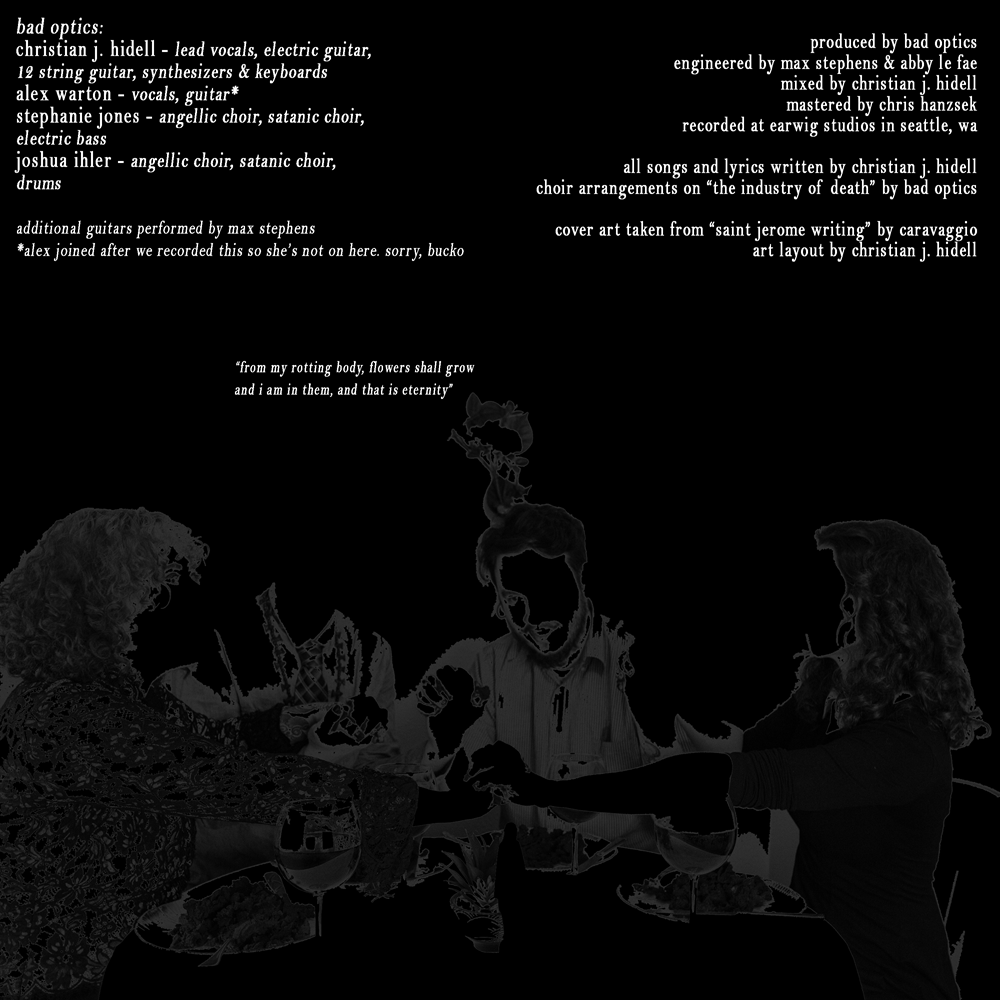 bad optics:
christian j. hidell - lead vocals, electric guitar,
12 string guitar, synthesizers & keyboards
alex warton - vocals, guitar*
stephanie jones - angellic choir, satanic choir,
electric bass
joshua ihler - angellic choir, satanic choir,
drums
additional guitars performed by max stephens
*alex joined after we recorded this so she's not on here. sorry, bucko
produced by bad optics
engineered by max stephens & abby le fae
mixed by christian j. hidell
mastered by chris hanzsek
recorded at earwig studios in seattle, wa
all songs and lyrics written by christian j. hidell
choir arrangements on “the industry of death” by bad optics
cover art taken from “saint jerome writing” by caravaggio
art layout by christian j. hidell
“from my rotting body, flowers shall grow
and i am in them, and that is eternity”